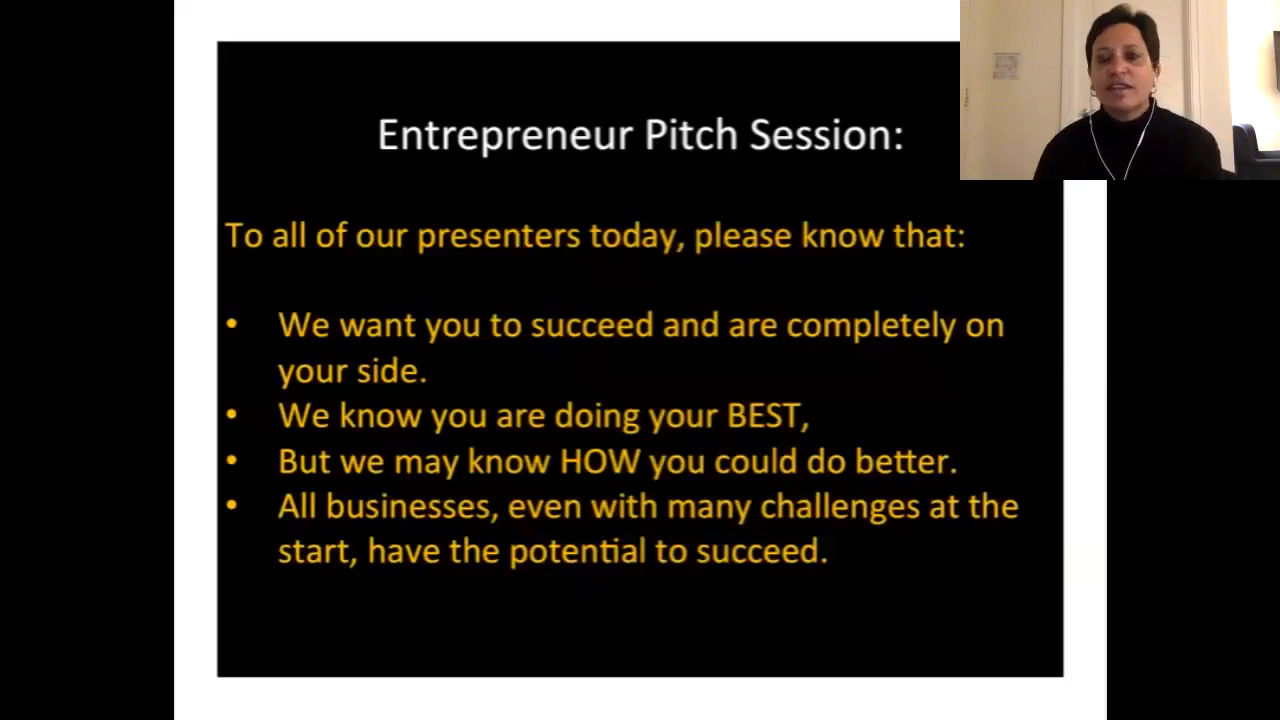 Entrepreneur Pitch Session:
To all of our presenters today, please know that:
• We want you to succeed and are completely on
your side.
• We know you are doing your BEST,
• But we may know HOW you could do better.
• All businesses, even with many challenges at the
start, have the potential to succeed.